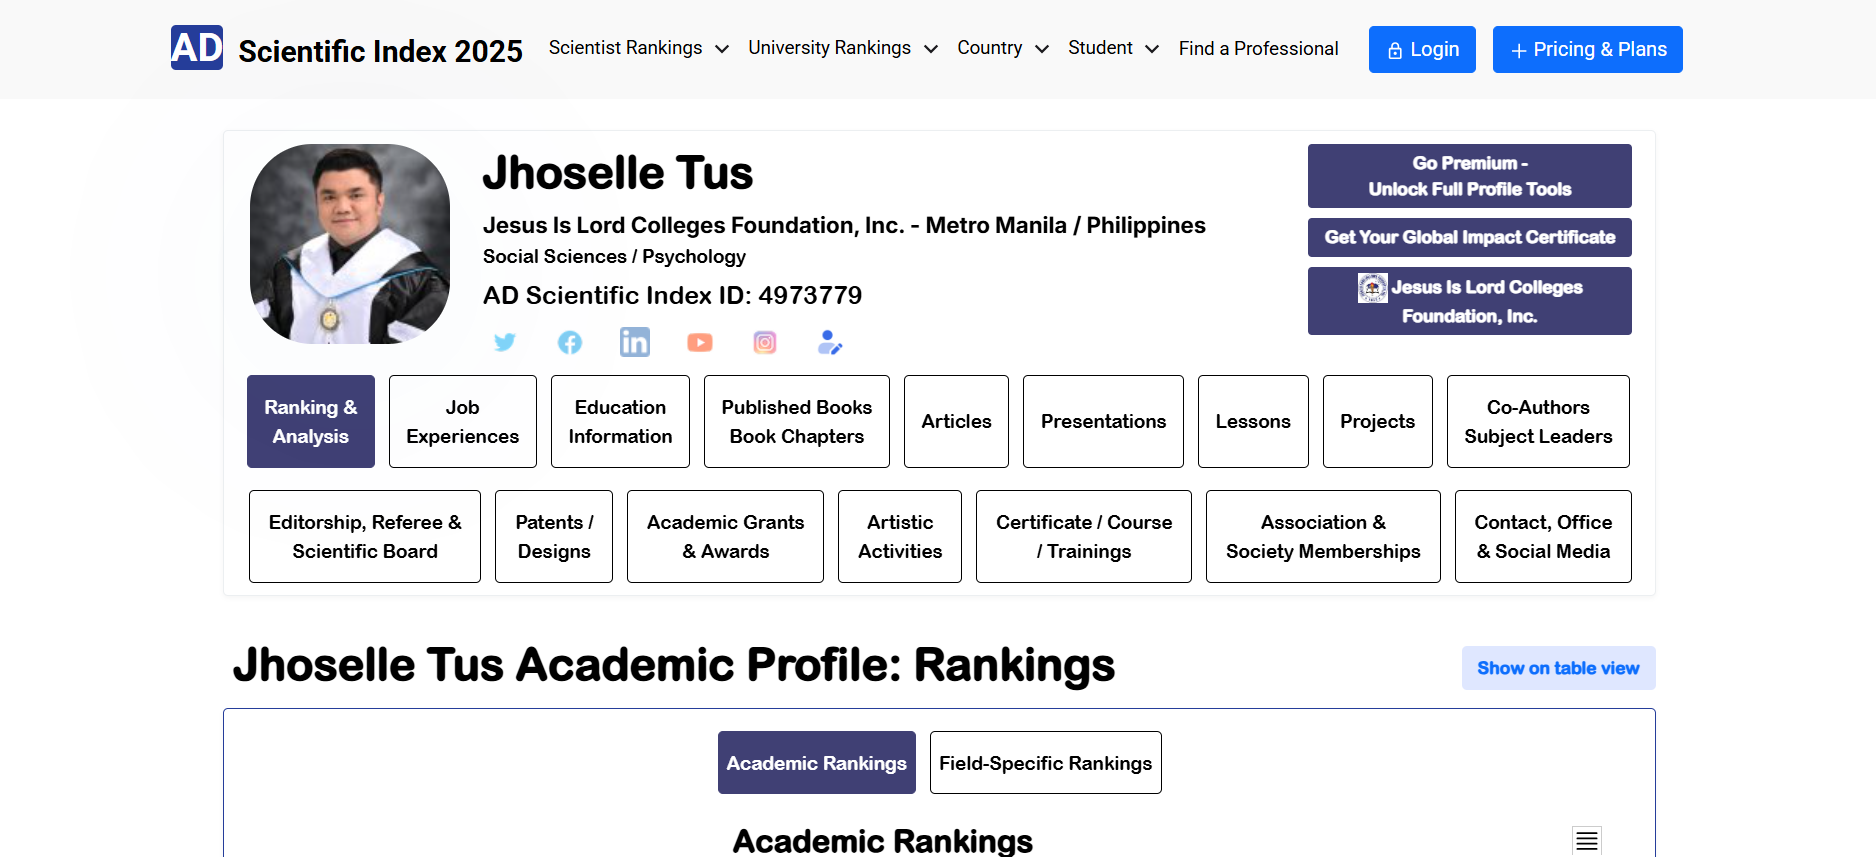 AD Scientific Index 2025
Scientist Rankings
University Rankings
Country
Student
Find a Professional
Login
+ Pricing & Plans
Jhoselle Tus
Jesus Is Lord Colleges Foundation, Inc. - Metro Manila / Philippines
Social Sciences / Psychology
AD Scientific Index ID: 4973779
Go Premium -
Unlock Full Profile Tools
Get Your Global Impact Certificate
Jesus Is Lord Colleges
Foundation, Inc.
Ranking &
Analysis
Job
Experiences
Education
Information
Published Books
Book Chapters
Articles
Presentations
Lessons
Projects
Co-Authors
Subject Leaders
Editorship, Referee &
Scientific Board
Patents /
Designs
Academic Grants
& Awards
Artistic
Activities
Certificate / Course
/ Trainings
Association &
Society Memberships
Contact, Office
& Social Media
Jhoselle Tus Academic Profile: Rankings
Show on table view
Academic Rankings
Field-Specific Rankings
Academic Rankings